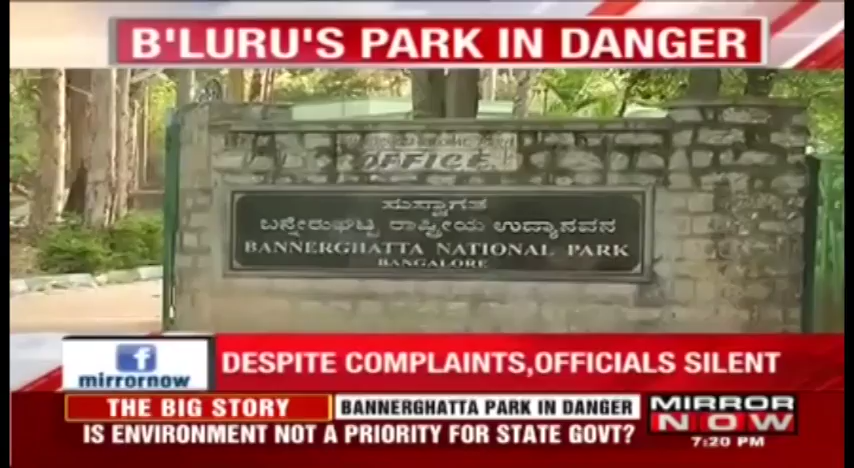 B'LURU'S PARK IN DANGER
OFFICE
ಸುಸ್ವಾಗತ
ಬನ್ನೇರುಘಟ್ಟ ರಾಷ್ಟ್ರೀಯ ಉದ್ಯಾನವನ
BANNERGHATTA NATIONAL PARK
BANGALORE
mirrornow
DESPITE COMPLAINTS,OFFICIALS SILENT
THE BIG STORY
BANNERGHATTA PARK IN DANGER
MIRROR NOW
IS ENVIRONMENT NOT A PRIORITY FOR STATE GOVT?
7:20 PM